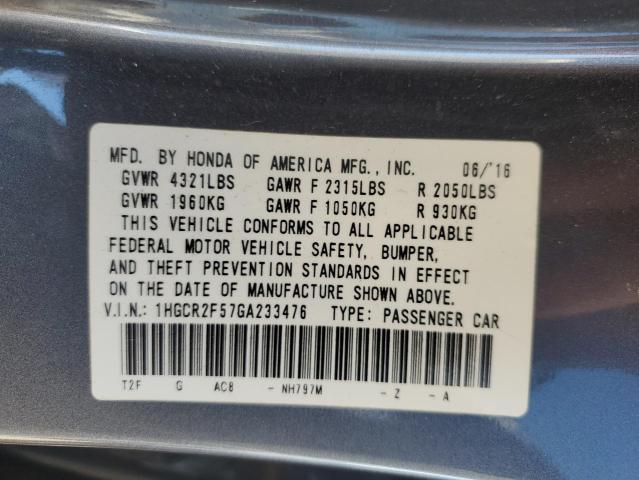 MFD. BY HONDA OF AMERICA MFG., INC. 06/'16
GVWR 4321LBS GAWR F 2315LBS R 2050LBS
GVWR 1960KG GAWR F 1050KG R 930KG
THIS VEHICLE CONFORMS TO ALL APPLICABLE
FEDERAL MOTOR VEHICLE SAFETY, BUMPER,
AND THEFT PREVENTION STANDARDS IN EFFECT
ON THE DATE OF MANUFACTURE SHOWN ABOVE.
V.I.N.: 1HGCR2F57GA233476 TYPE: PASSENGER CAR
T2F G AC8 - NH797M - Z - A